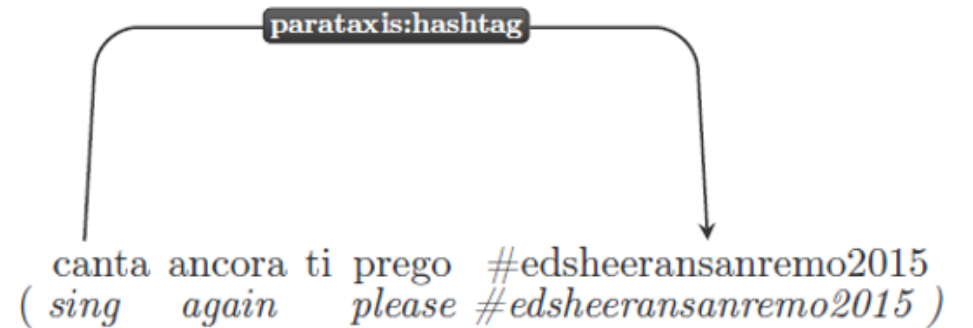 parataxis:hashtag
canta ancora ti prego #edsheeransanremo2015
( sing again please #edsheeransanremo2015 )